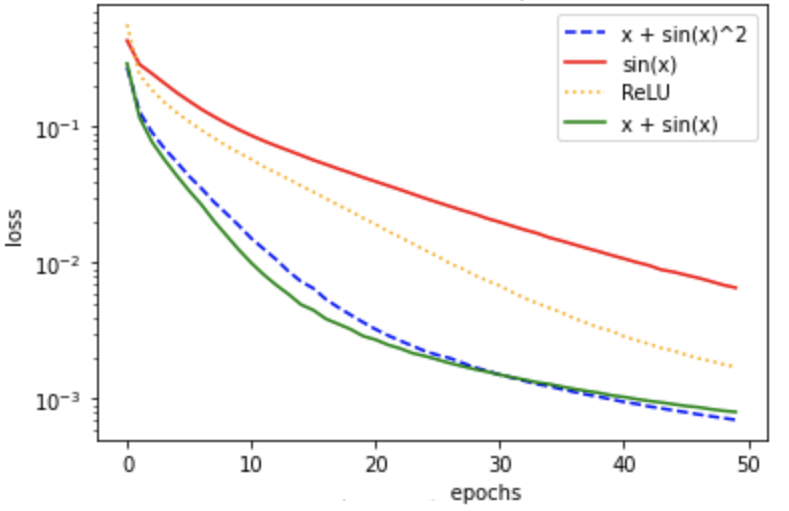 x + sin(x)^2
sin(x)
ReLU
x + sin(x)
10⁻¹
10⁻²
10⁻³
loss
0 10 20 30 40 50
epochs